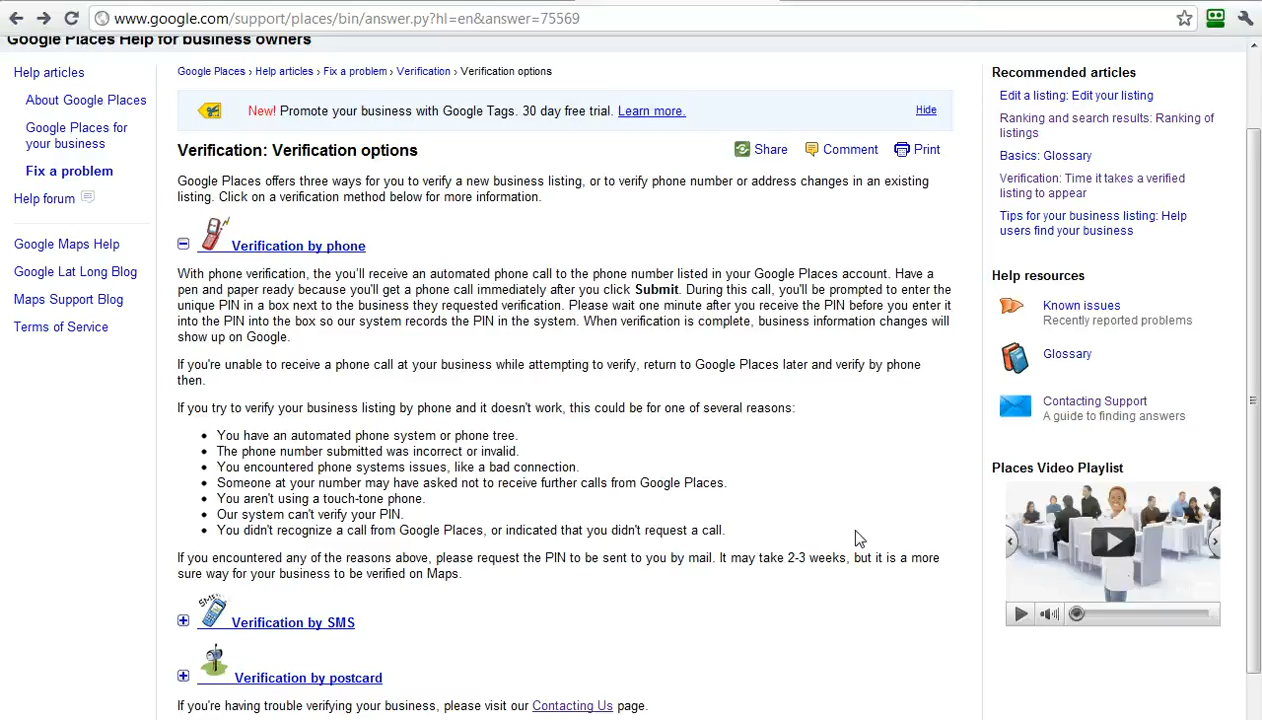 www.google.com/support/places/bin/answer.py?hl=en&answer=75569
Google Places Help for business owners
Help articles
About Google Places
Google Places for
your business
Fix a problem
Help forum
Google Maps Help
Google Lat Long Blog
Maps Support Blog
Terms of Service
Google Places › Help articles › Fix a problem › Verification › Verification options
New! Promote your business with Google Tags. 30 day free trial. Learn more.
Hide
Verification: Verification options
Share
Comment
Print
Google Places offers three ways for you to verify a new business listing, or to verify phone number or address changes in an existing
listing. Click on a verification method below for more information.
Verification by phone
With phone verification, the you'll receive an automated phone call to the phone number listed in your Google Places account. Have a
pen and paper ready because you'll get a phone call immediately after you click Submit. During this call, you'll be prompted to enter the
unique PIN in a box next to the business they requested verification. Please wait one minute after you receive the PIN before you enter it
into the PIN into the box so our system records the PIN in the system. When verification is complete, business information changes will
show up on Google.
If you're unable to receive a phone call at your business while attempting to verify, return to Google Places later and verify by phone
then.
If you try to verify your business listing by phone and it doesn't work, this could be for one of several reasons:
• You have an automated phone system or phone tree.
• The phone number submitted was incorrect or invalid.
• You encountered phone systems issues, like a bad connection.
• Someone at your number may have asked not to receive further calls from Google Places.
• You aren't using a touch-tone phone.
• Our system can't verify your PIN.
• You didn't recognize a call from Google Places, or indicated that you didn't request a call.
If you encountered any of the reasons above, please request the PIN to be sent to you by mail. It may take 2-3 weeks, but it is a more
sure way for your business to be verified on Maps.
SMS
Verification by SMS
Verification by postcard
If you're having trouble verifying your business, please visit our Contacting Us page.
Recommended articles
Edit a listing: Edit your listing
Ranking and search results: Ranking of
listings
Basics: Glossary
Verification: Time it takes a verified
listing to appear
Tips for your business listing: Help
users find your business
Help resources
Known issues
Recently reported problems
Glossary
Contacting Support
A guide to finding answers
Places Video Playlist